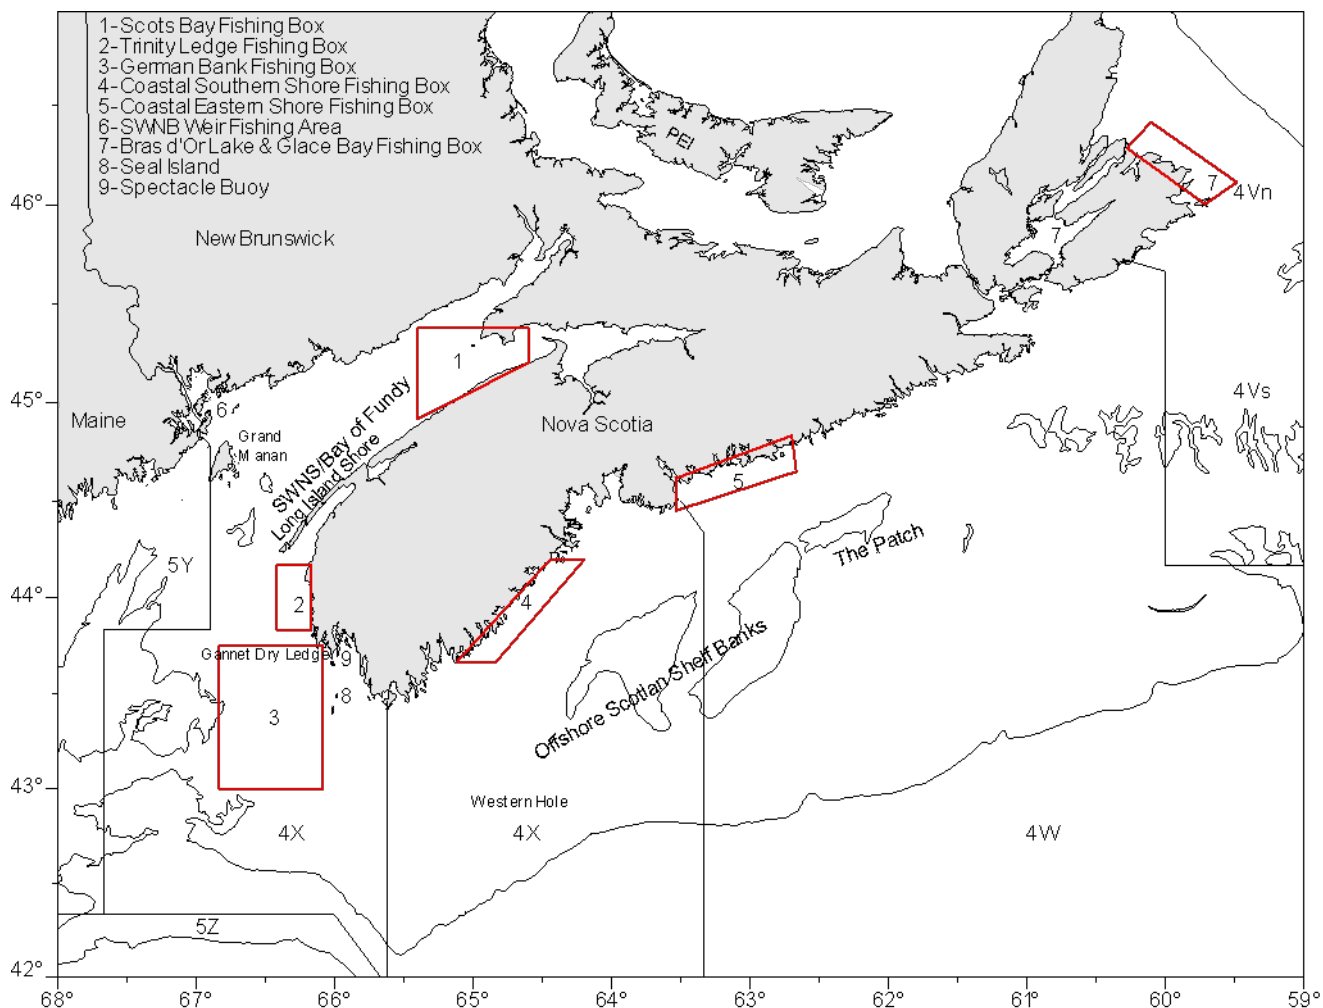 1-Scots Bay Fishing Box
2-Trinity Ledge Fishing Box
3-German Bank Fishing Box
4-Coastal Southern Shore Fishing Box
5-Coastal Eastern Shore Fishing Box
6-SWNB Weir Fishing Area
7-Bras d'Or Lake & Glace Bay Fishing Box
8-Seal Island
9-Spectacle Buoy
PEI
7
4Vn
46°
New Brunswick
7
1
45°
Maine
6
Grand
Manan
SWNS/Bay of Fundy
Long Island Shore
Nova Scotia
4Vs
5
The Patch
5Y
44°
2
4
Gannet Dry Ledge
9
8
3
Offshore Scotlian Shelf Banks
43°
Western Hole
4X
4X
4W
5Z
42°
68°
67°
66°
65°
64°
63°
62°
61°
60°
59°